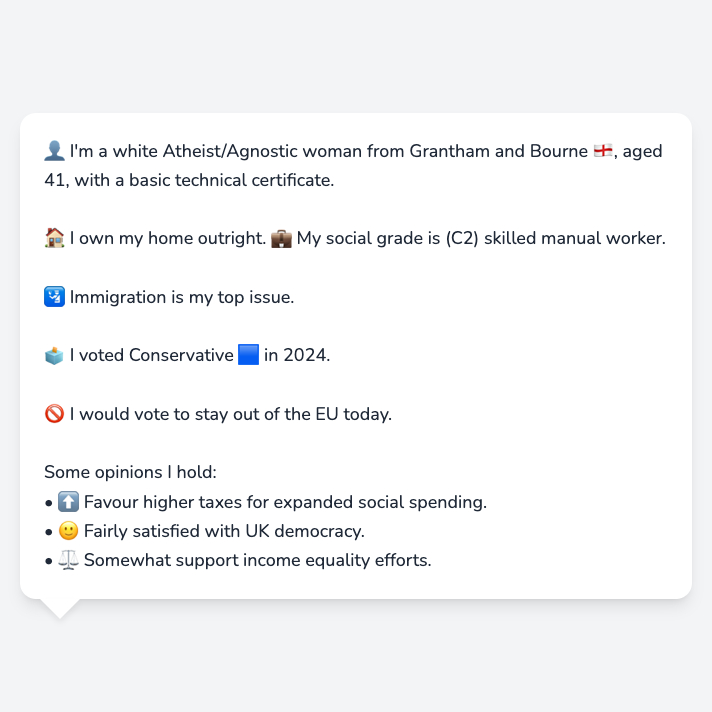 👤 I'm a white Atheist/Agnostic woman from Grantham and Bourne 🏴󠁧󠁢󠁥󠁮󠁧󠁿, aged
41, with a basic technical certificate.
🏠 I own my home outright. 💼 My social grade is (C2) skilled manual worker.
🛂 Immigration is my top issue.
🗳️ I voted Conservative 🟦 in 2024.
🚫 I would vote to stay out of the EU today.
Some opinions I hold:
• ⬆️ Favour higher taxes for expanded social spending.
• 🙂 Fairly satisfied with UK democracy.
• ⚖️ Somewhat support income equality efforts.